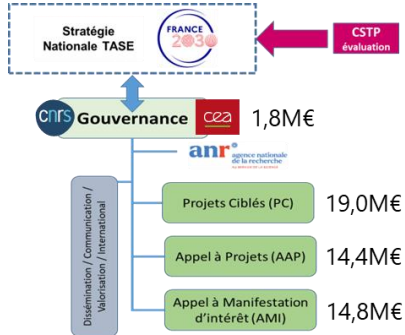 Stratégie
Nationale TASE
FRANCE
2030
CSTP
évaluation
cnrs
Gouvernance
cea
1,8M€
anr
agence nationale
de la recherche
Dissémination / Communication /
Valorisation / International
Projets Ciblés (PC)
19,0M€
Appel à Projets (AAP)
14,4M€
Appel à Manifestation
d'intérêt (AMI)
14,8M€